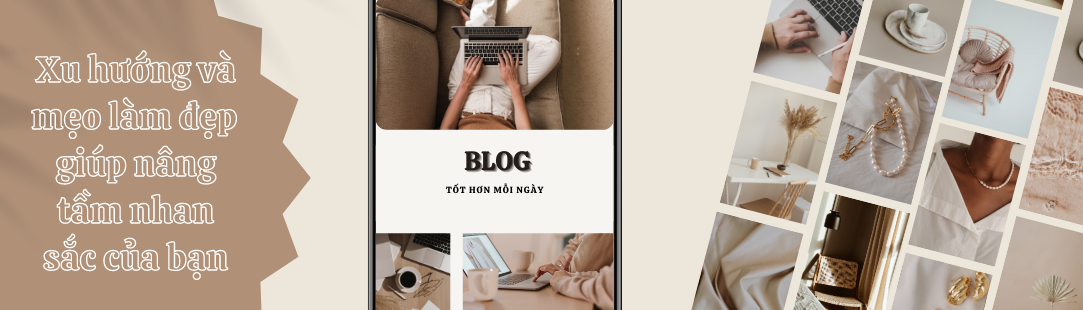 Xu hướng và
mẹo làm đẹp
giúp nâng
tầm nhan
sắc của bạn
BLOG
TỐT HƠN MỖI NGÀY